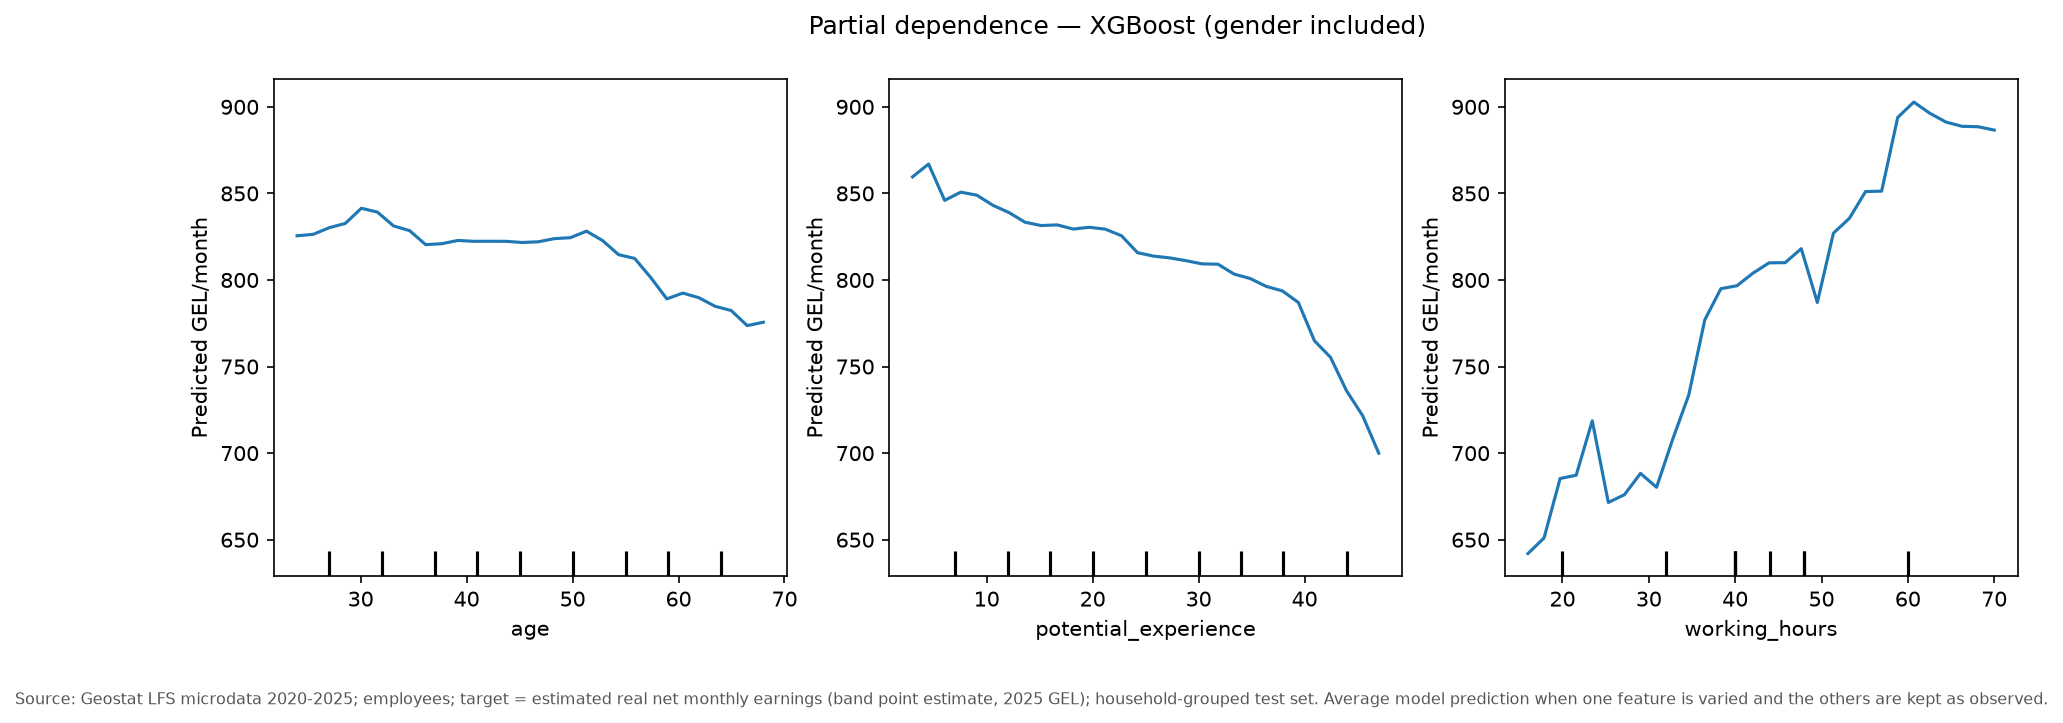 Partial dependence — XGBoost (gender included)
Predicted GEL/month
900
850
800
750
700
650
30 40 50 60 70
age
Predicted GEL/month
900
850
800
750
700
650
10 20 30 40
potential_experience
Predicted GEL/month
900
850
800
750
700
650
20 30 40 50 60 70
working_hours
Source: Geostat LFS microdata 2020-2025; employees; target = estimated real net monthly earnings (band point estimate, 2025 GEL); household-grouped test set. Average model prediction when one feature is varied and the others are kept as observed.